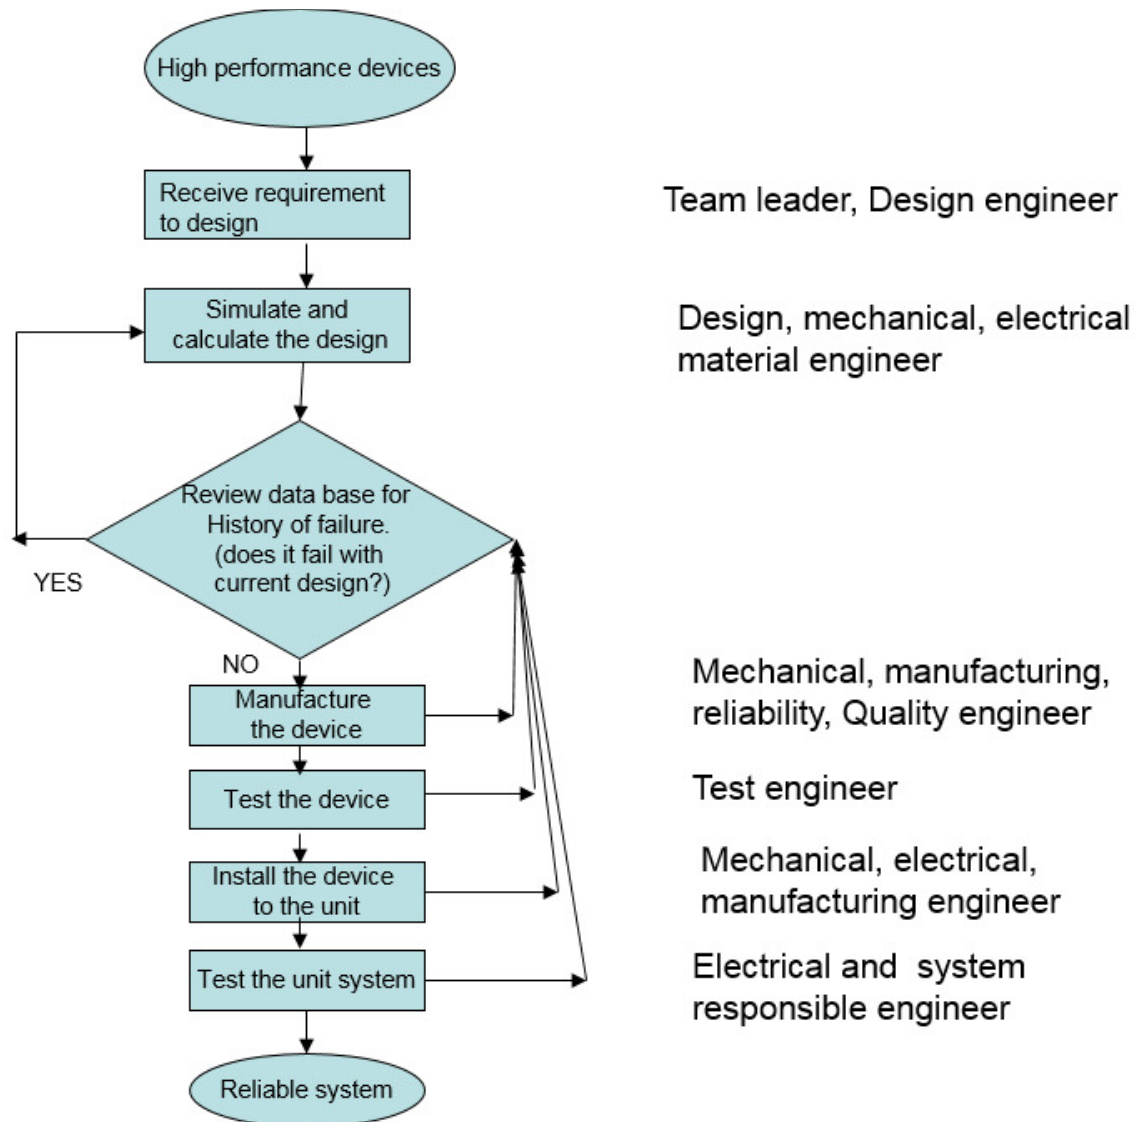 High performance devices
Receive requirement
to design
Team leader, Design engineer
Simulate and
calculate the design
Design, mechanical, electrical
material engineer
Review data base for
History of failure.
(does it fail with
current design?)
YES
NO
Manufacture
the device
Mechanical, manufacturing,
reliability, Quality engineer
Test the device
Test engineer
Install the device
to the unit
Mechanical, electrical,
manufacturing engineer
Test the unit system
Electrical and system
responsible engineer
Reliable system